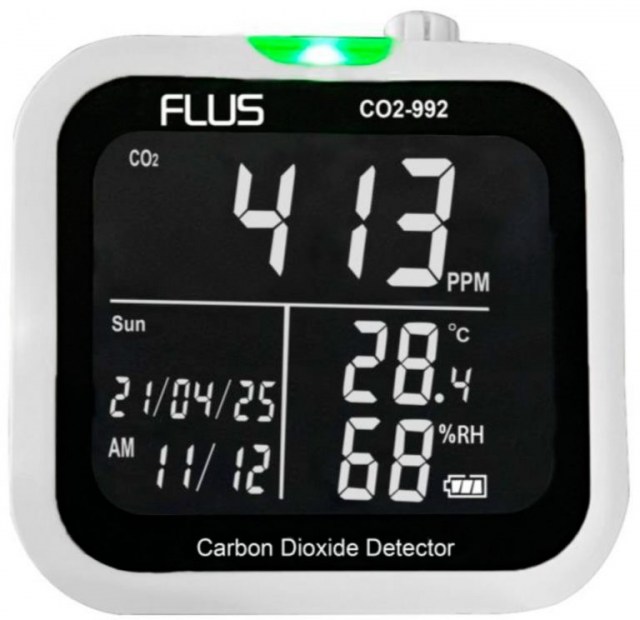 FLUS CO2-992
CO2
413 PPM
Sun
21/04/25
AM 11/12
28.4 °C
68 %RH
Carbon Dioxide Detector